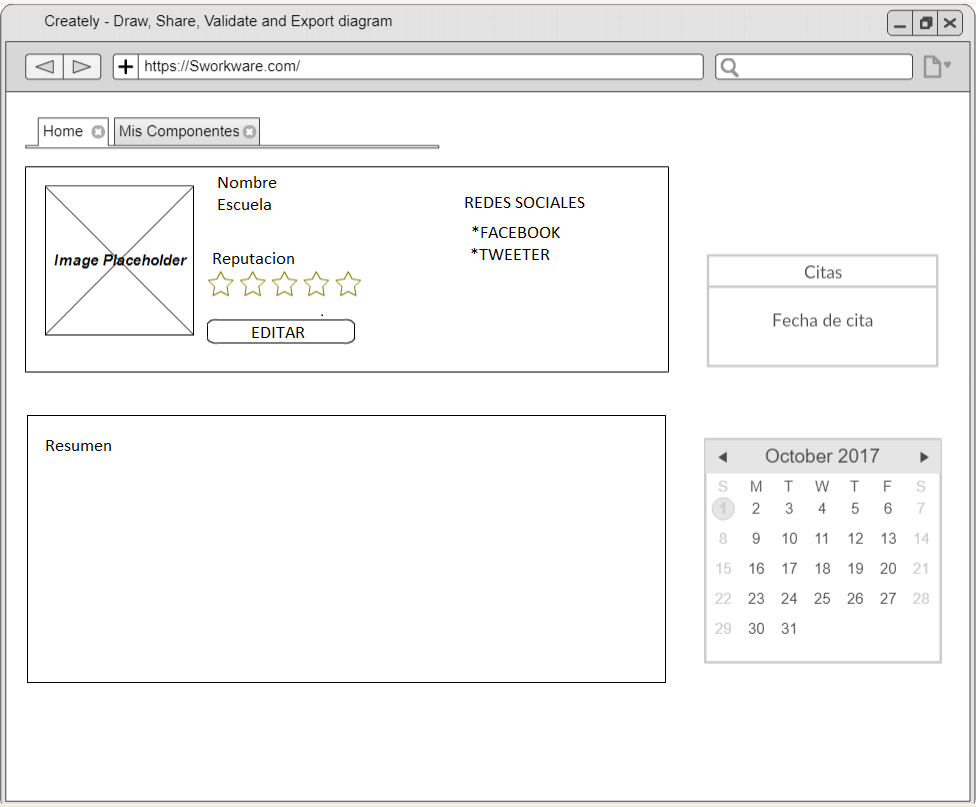 Creately - Draw, Share, Validate and Export diagram
https://Sworkware.com/
Home
Mis Componentes
Image Placeholder
Nombre
Escuela
Reputacion
EDITAR
REDES SOCIALES
*FACEBOOK
*TWEETER
Citas
Fecha de cita
Resumen
October 2017
S M T W T F S
1 2 3 4 5 6 7
8 9 10 11 12 13 14
15 16 17 18 19 20 21
22 23 24 25 26 27 28
29 30 31